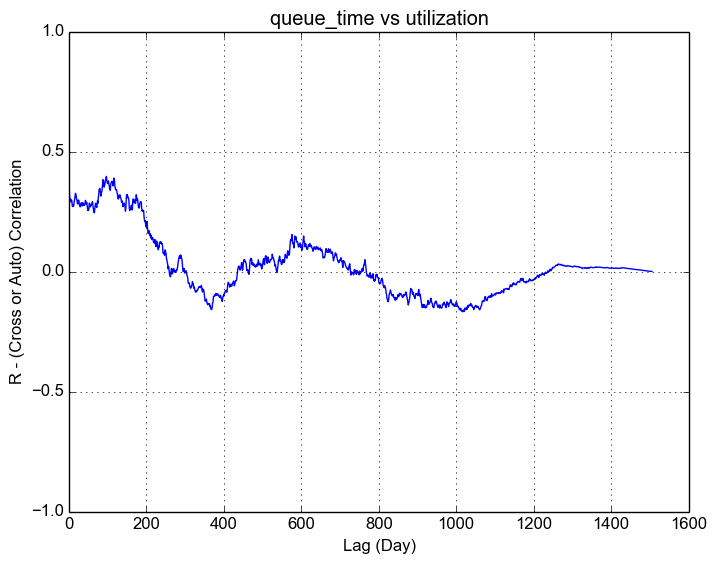 queue_time vs utilization
R - (Cross or Auto) Correlation
1.0
0.5
0.0
−0.5
−1.0
0 200 400 600 800 1000 1200 1400 1600
Lag (Day)